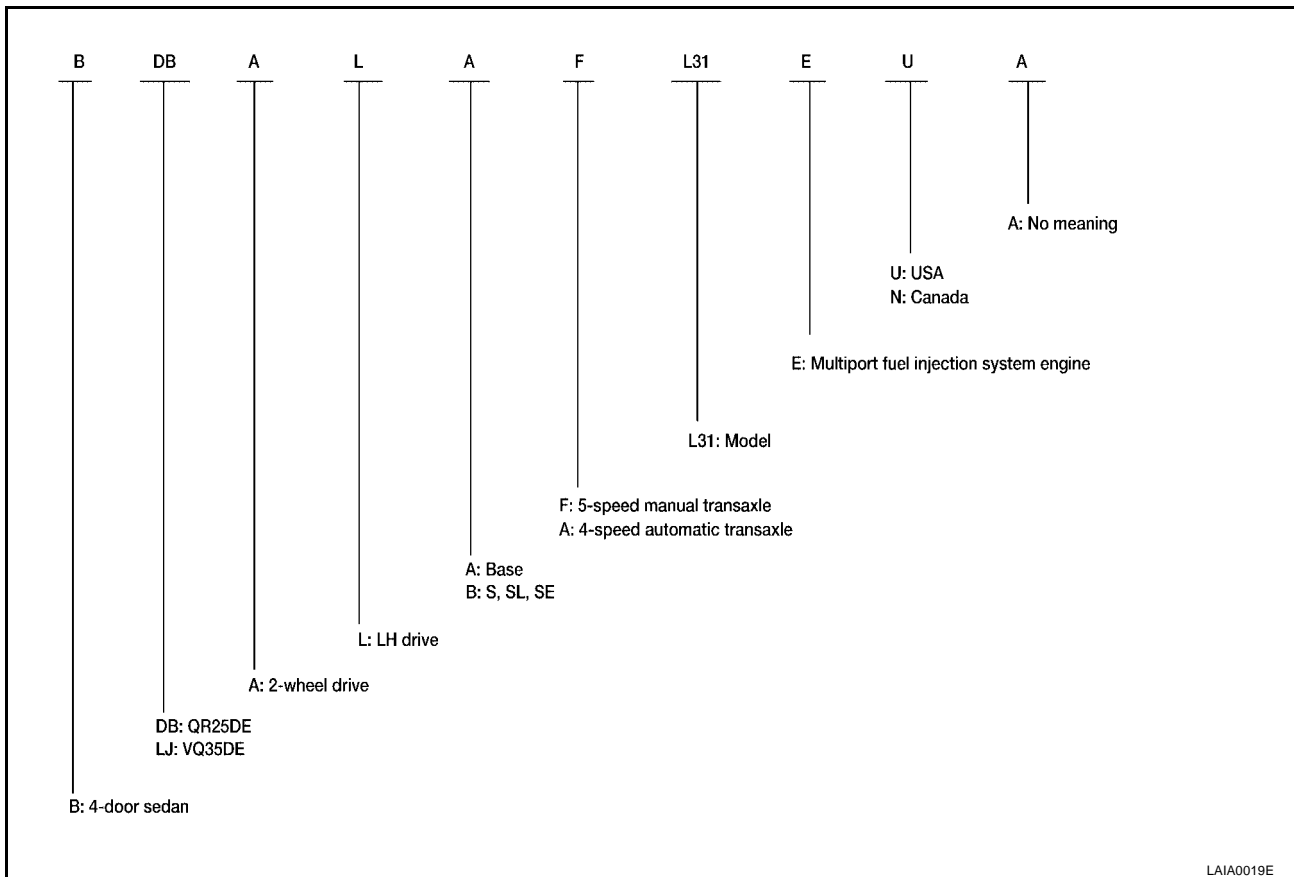 B DB A L A F L31 E U A
A: No meaning
U: USA
N: Canada
E: Multiport fuel injection system engine
L31: Model
F: 5-speed manual transaxle
A: 4-speed automatic transaxle
A: Base
B: S, SL, SE
L: LH drive
A: 2-wheel drive
DB: QR25DE
LJ: VQ35DE
B: 4-door sedan
LAIA0019E